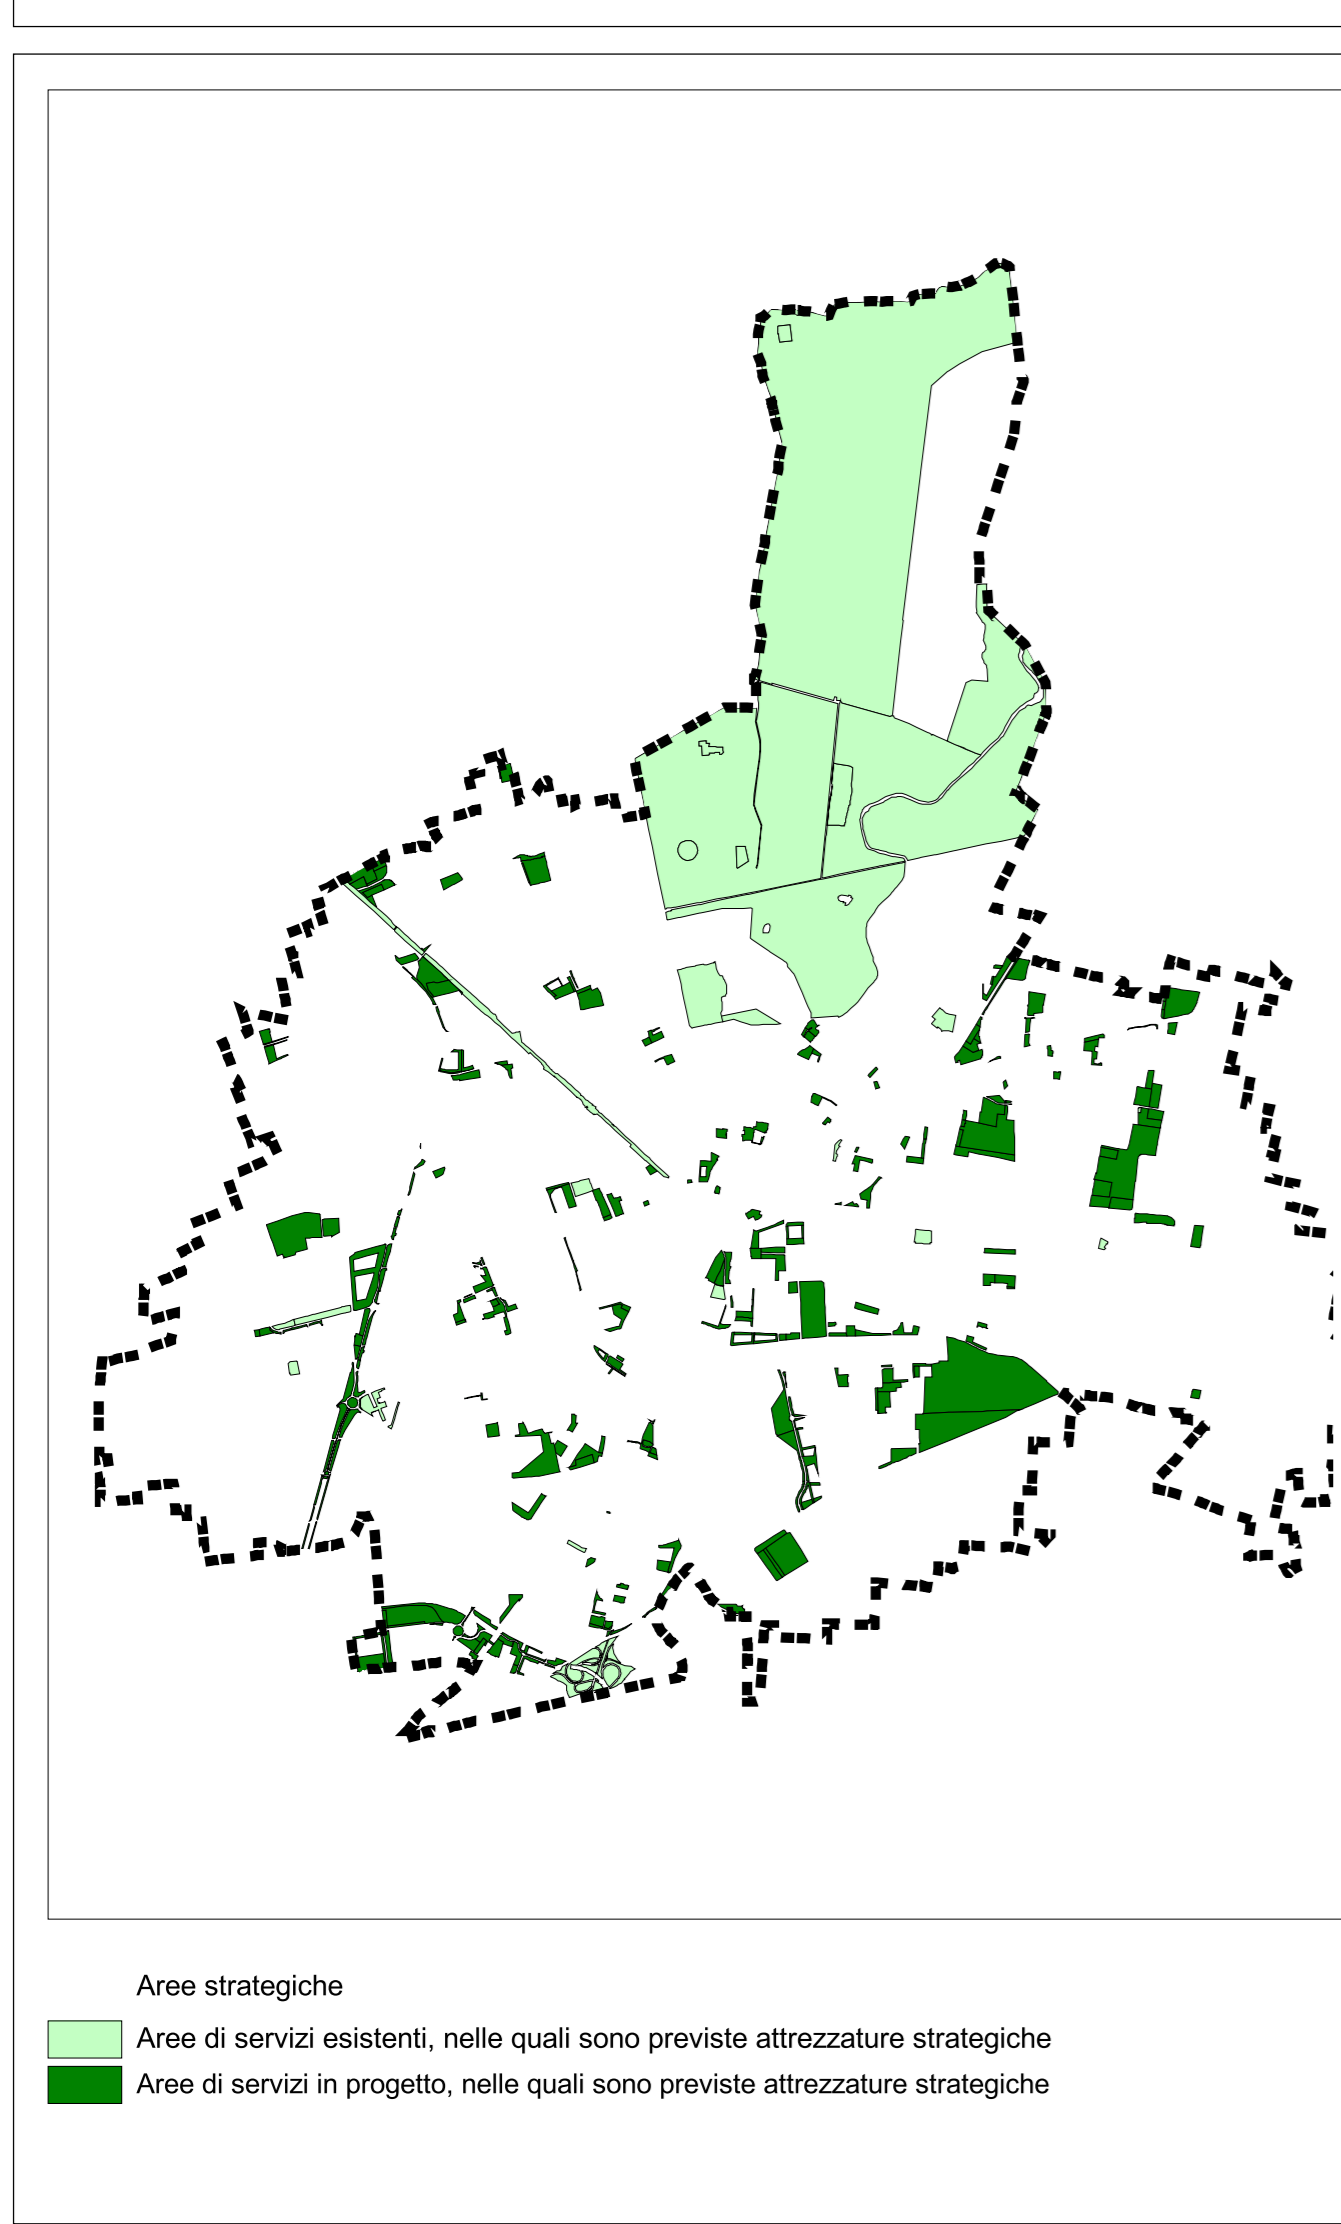 Aree strategiche
Aree di servizi esistenti, nelle quali sono previste attrezzature strategiche
Aree di servizi in progetto, nelle quali sono previste attrezzature strategiche